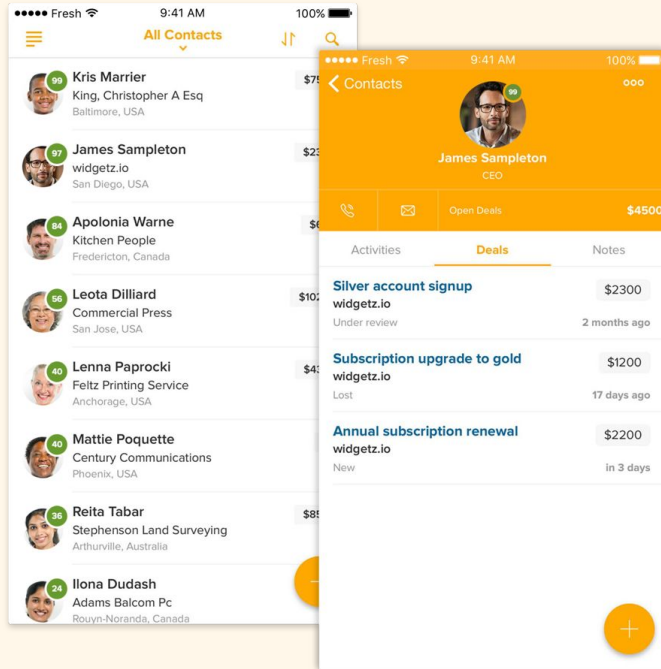 Fresh 9:41 AM 100%
All Contacts
99
Kris Marrier
King, Christopher A Esq
Baltimore, USA
97
James Sampleton
widgetz.io
San Diego, USA
84
Apolonia Warne
Kitchen People
Fredericton, Canada
56
Leota Dilliard
Commercial Press
San Jose, USA
40
Lenna Paprocki
Feltz Printing Service
Anchorage, USA
40
Mattie Poquette
Century Communications
Phoenix, USA
36
Reita Tabar
Stephenson Land Surveying
Arthurville, Australia
24
Ilona Dudash
Adams Balcom Pc
Rouyn-Noranda, Canada
Fresh 9:41 AM 100%
Contacts
99
James Sampleton
CEO
Open Deals $4500
Activities Deals Notes
Silver account signup $2300
widgetz.io
Under review 2 months ago
Subscription upgrade to gold $1200
widgetz.io
Lost 17 days ago
Annual subscription renewal $2200
widgetz.io
New in 3 days